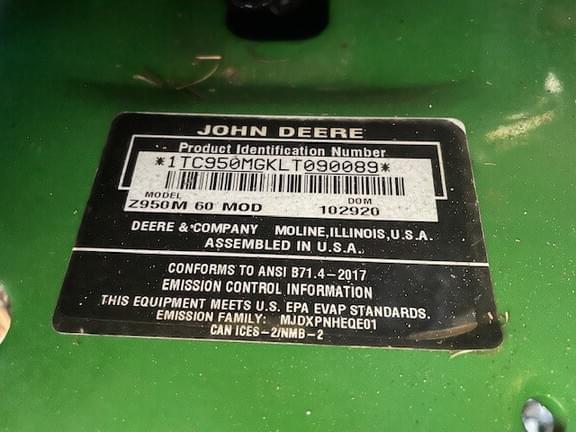 JOHN DEERE
Product Identification Number
*1TC950MGKLT090089*
MODEL DOM
Z950M 60 MOD 102920
DEERE & COMPANY MOLINE, ILLINOIS, U.S.A.
ASSEMBLED IN U.S.A.
CONFORMS TO ANSI B71.4-2017
EMISSION CONTROL INFORMATION
THIS EQUIPMENT MEETS U.S. EPA EVAP STANDARDS.
EMISSION FAMILY: MJDXPNHEQE01
CAN ICES-2/NMB-2